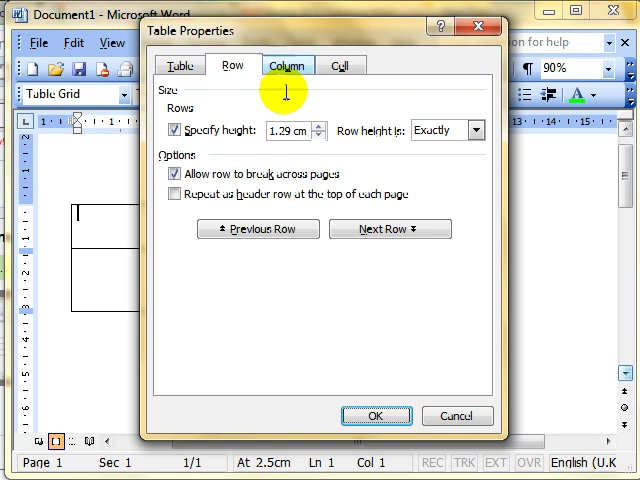 Document1 - Microsoft Word
Table Properties
File Edit View
on for help
90%
Table Grid
Table Row Column Cell
Size
Rows
Specify height: 1.29 cm Row height is: Exactly
Options
Allow row to break across pages
Repeat as header row at the top of each page
Previous Row Next Row
OK Cancel
Page 1 Sec 1 1/1 At 2.5cm Ln 1 Col 1 REC TRK EXT OVR English (U.K